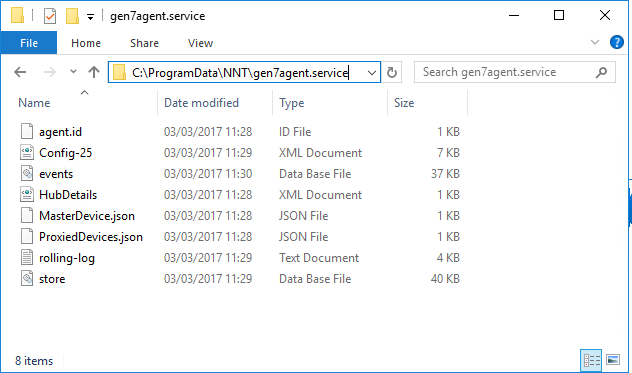 gen7agent.service
File Home Share View
C:\ProgramData\NNT\gen7agent.service Search gen7agent.service
Name Date modified Type Size
agent.id 03/03/2017 11:28 ID File 1 KB
Config-25 03/03/2017 11:29 XML Document 7 KB
events 03/03/2017 11:30 Data Base File 37 KB
HubDetails 03/03/2017 11:28 XML Document 1 KB
MasterDevice.json 03/03/2017 11:28 JSON File 1 KB
ProxiedDevices.json 03/03/2017 11:28 JSON File 1 KB
rolling-log 03/03/2017 11:29 Text Document 4 KB
store 03/03/2017 11:29 Data Base File 40 KB
8 items